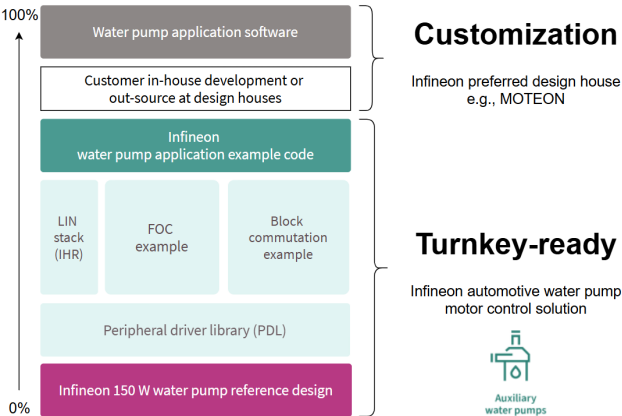 100%
Water pump application software
Customer in-house development or
out-source at design houses
Customization
Infineon preferred design house
e.g., MOTEON
Infineon
water pump application example code
LIN
stack
(IHR)
FOC
example
Block
commutation
example
Peripheral driver library (PDL)
Infineon 150 W water pump reference design
0%
Turnkey-ready
Infineon automotive water pump
motor control solution
Auxiliary
water pumps